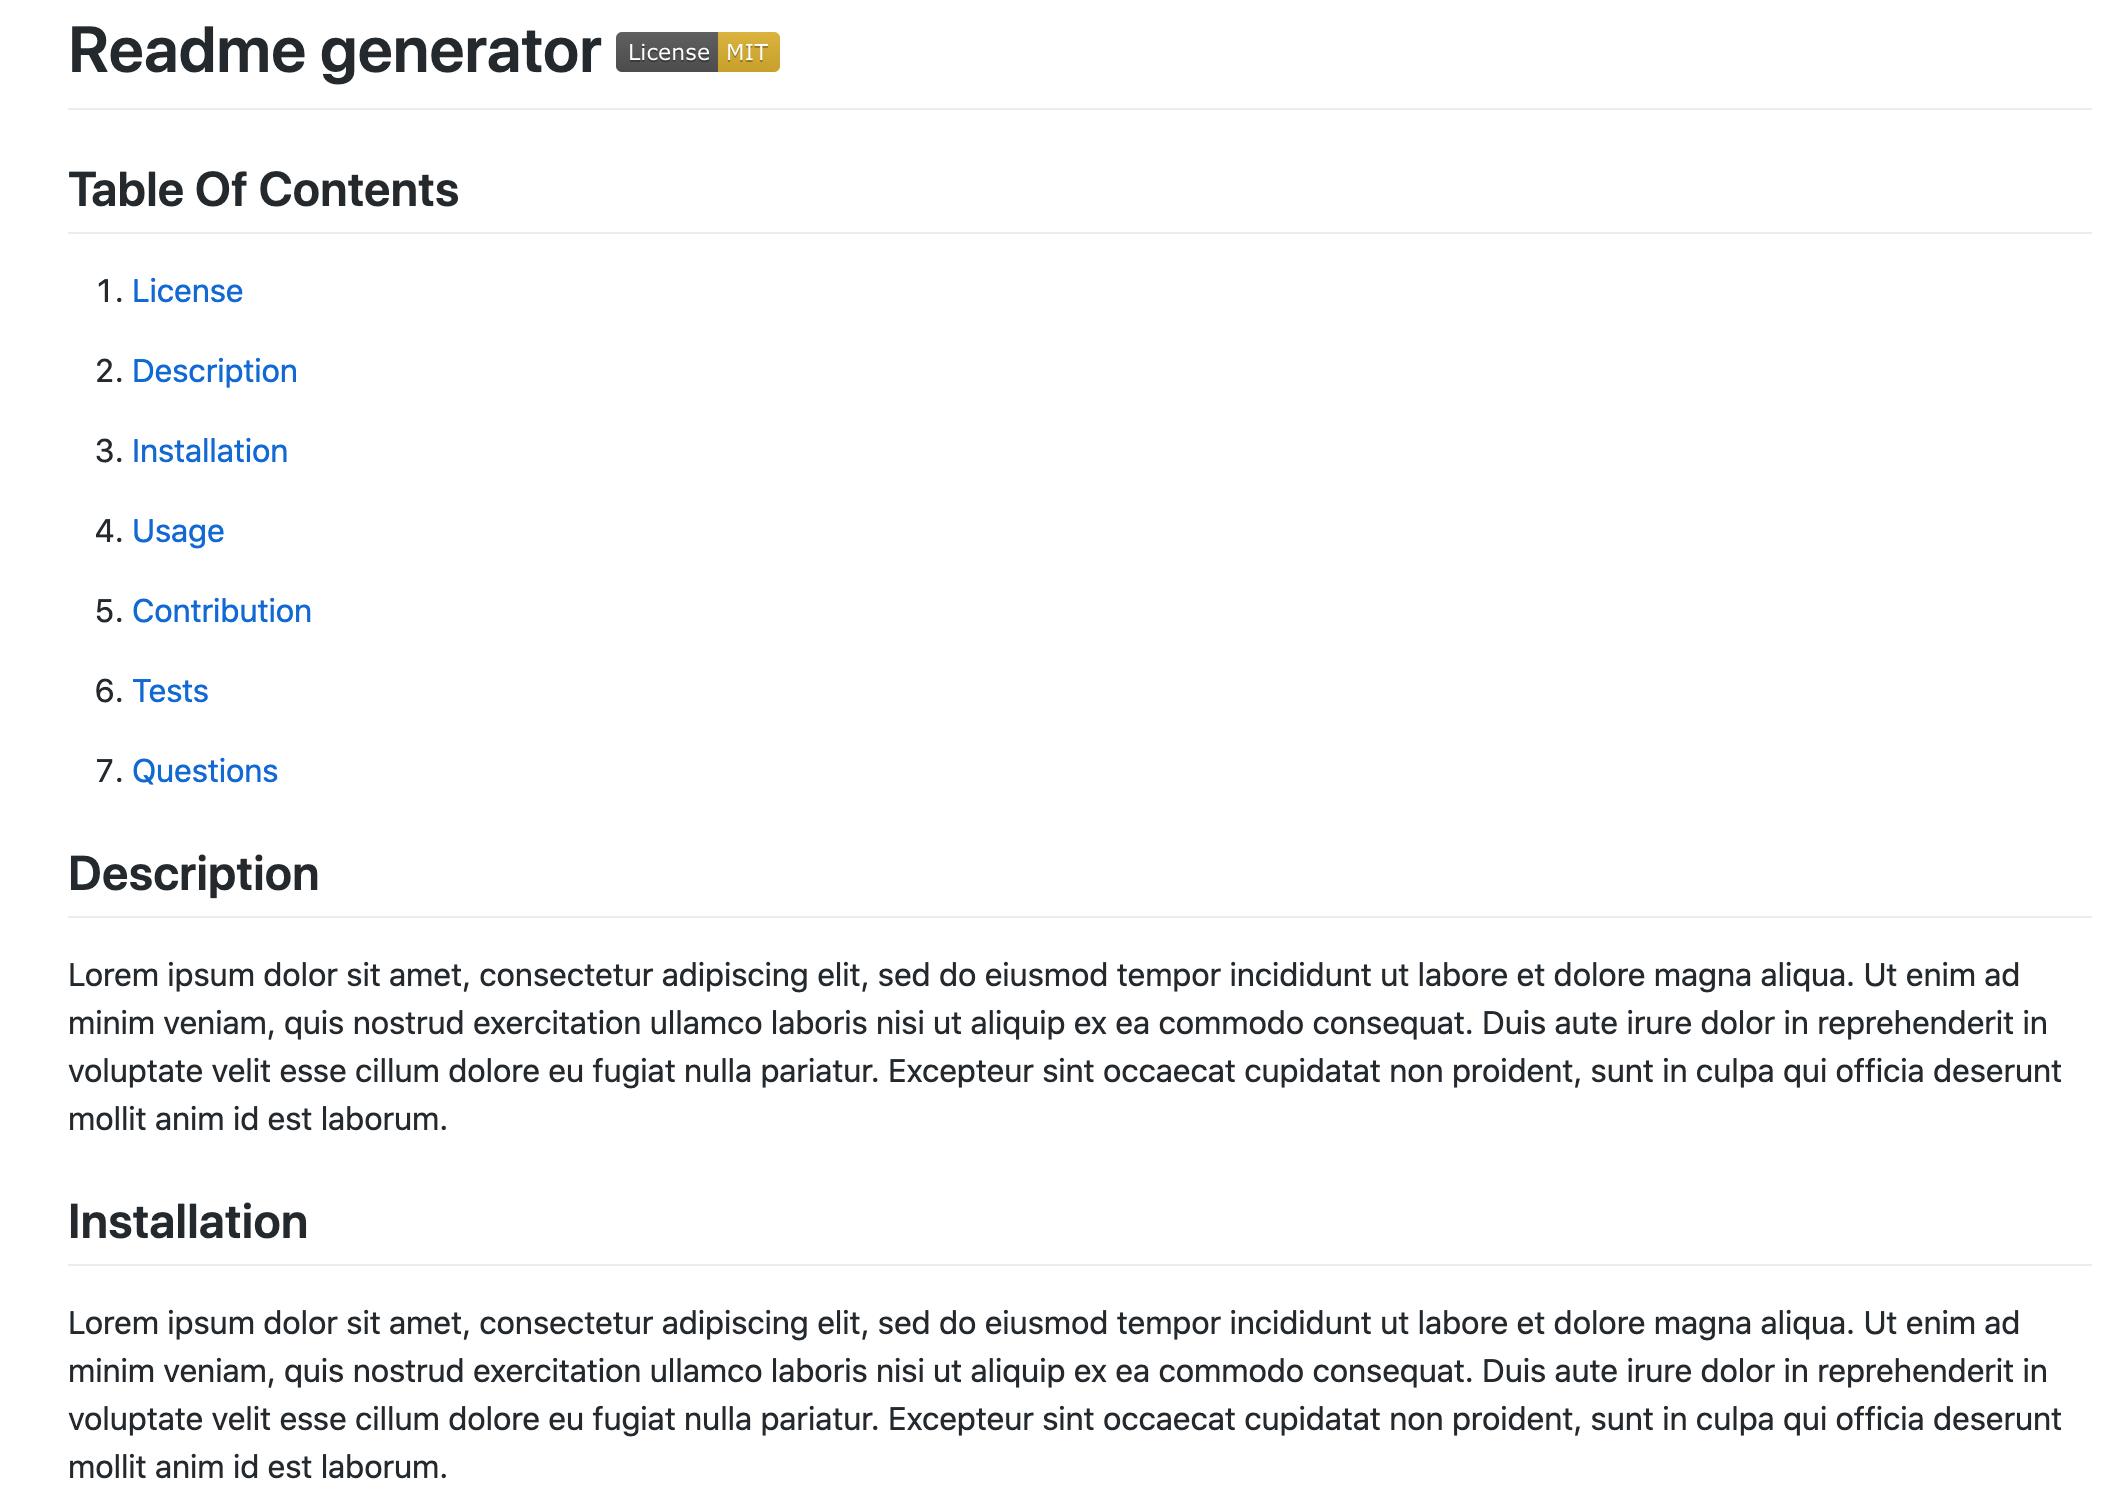 Readme generator License MIT
Table Of Contents
1. License
2. Description
3. Installation
4. Usage
5. Contribution
6. Tests
7. Questions
Description
Lorem ipsum dolor sit amet, consectetur adipiscing elit, sed do eiusmod tempor incididunt ut labore et dolore magna aliqua. Ut enim ad
minim veniam, quis nostrud exercitation ullamco laboris nisi ut aliquip ex ea commodo consequat. Duis aute irure dolor in reprehenderit in
voluptate velit esse cillum dolore eu fugiat nulla pariatur. Excepteur sint occaecat cupidatat non proident, sunt in culpa qui officia deserunt
mollit anim id est laborum.
Installation
Lorem ipsum dolor sit amet, consectetur adipiscing elit, sed do eiusmod tempor incididunt ut labore et dolore magna aliqua. Ut enim ad
minim veniam, quis nostrud exercitation ullamco laboris nisi ut aliquip ex ea commodo consequat. Duis aute irure dolor in reprehenderit in
voluptate velit esse cillum dolore eu fugiat nulla pariatur. Excepteur sint occaecat cupidatat non proident, sunt in culpa qui officia deserunt
mollit anim id est laborum.